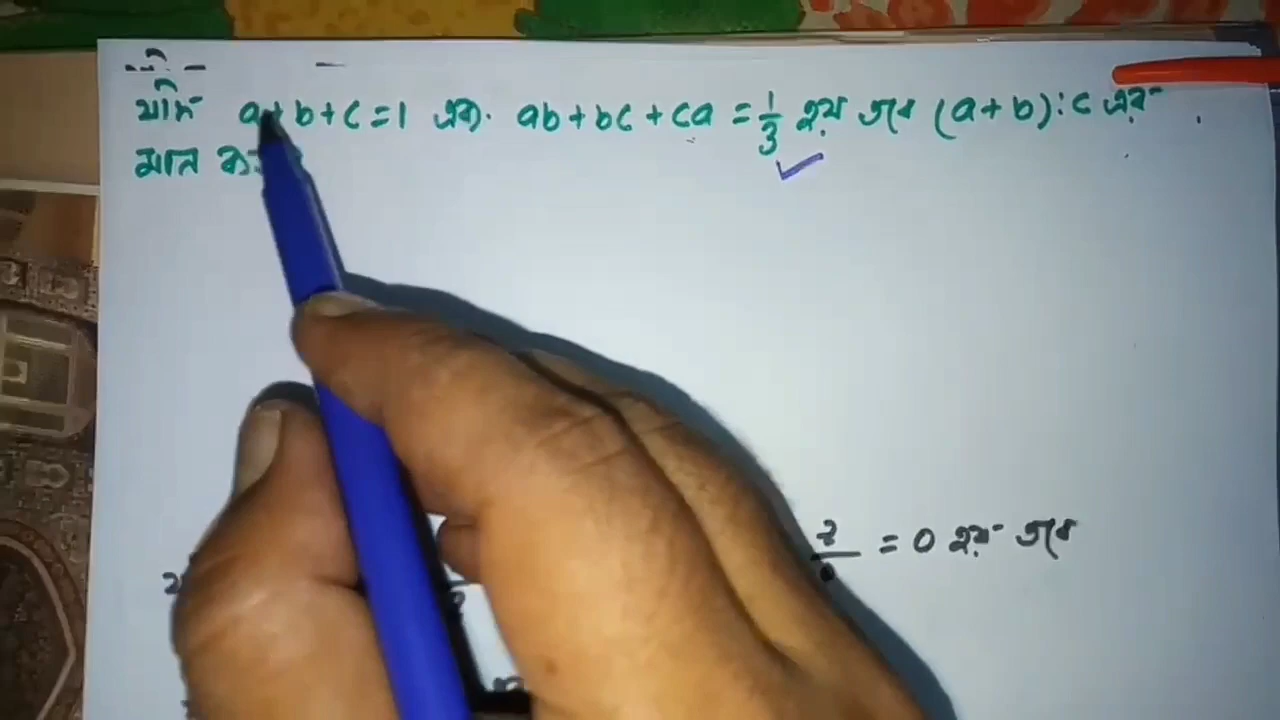 যদি a+b+c=1 এবং ab+bc+ca = 1/3 হয় তবে (a+b):c এর
মান
= 0 হয় তবে